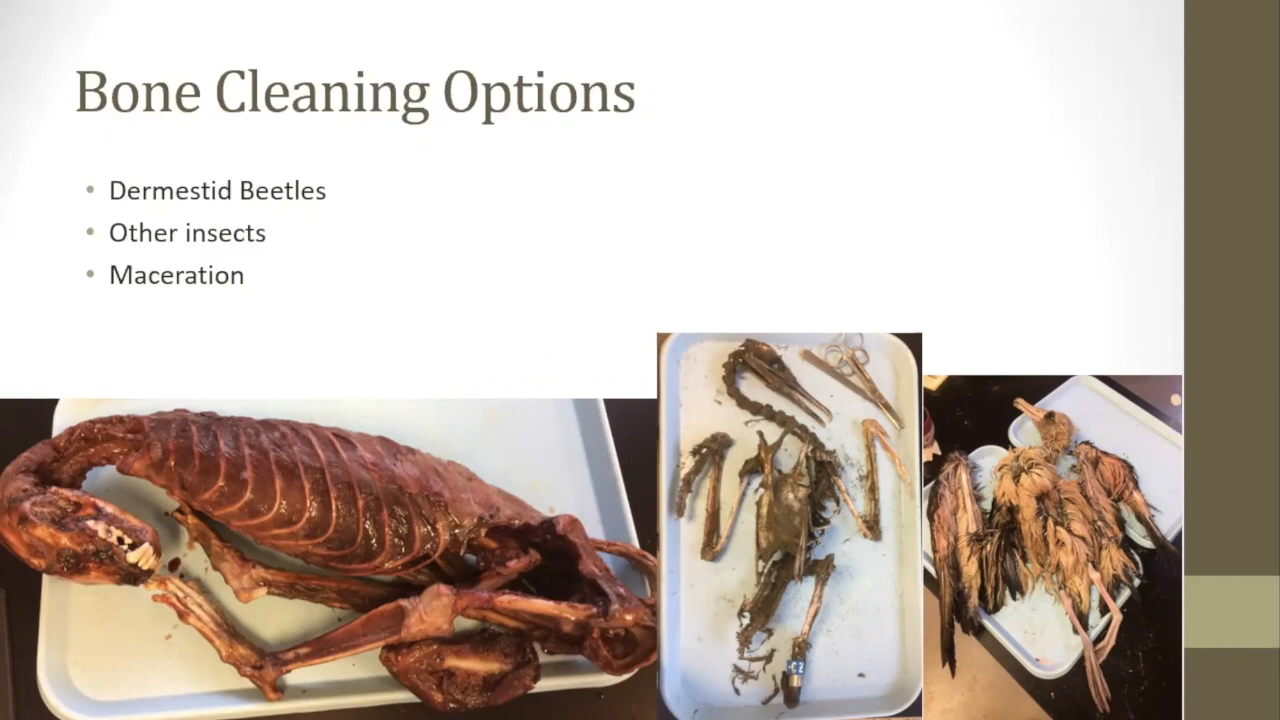 Bone Cleaning Options
Dermestid Beetles
Other insects
Maceration